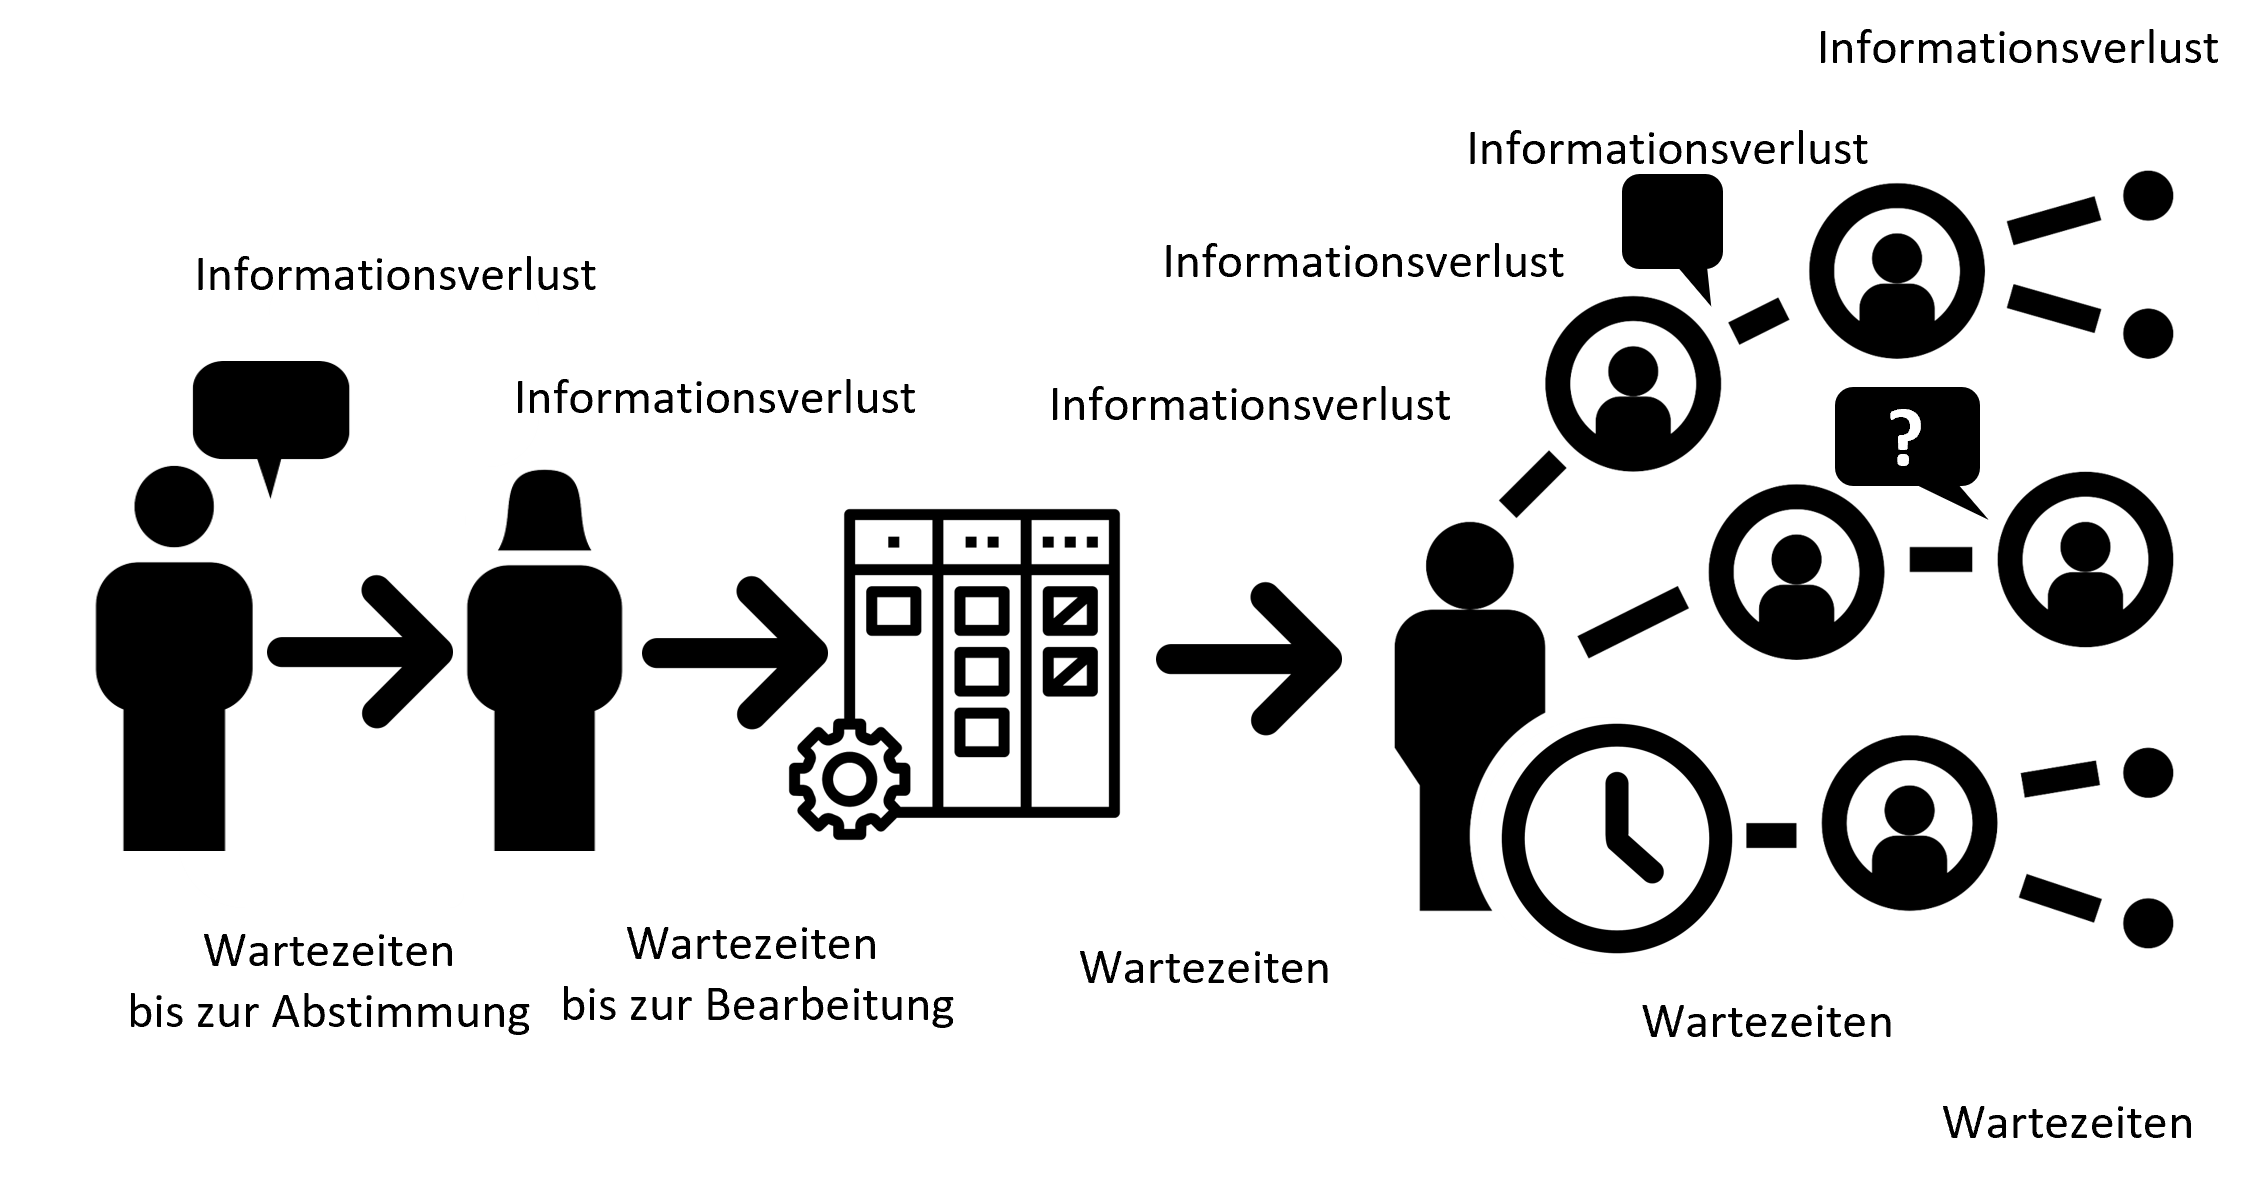 Informationsverlust
Informationsverlust
Informationsverlust
Informationsverlust
Informationsverlust
Informationsverlust
?
Wartezeiten
bis zur Abstimmung
Wartezeiten
bis zur Bearbeitung
Wartezeiten
Wartezeiten
Wartezeiten